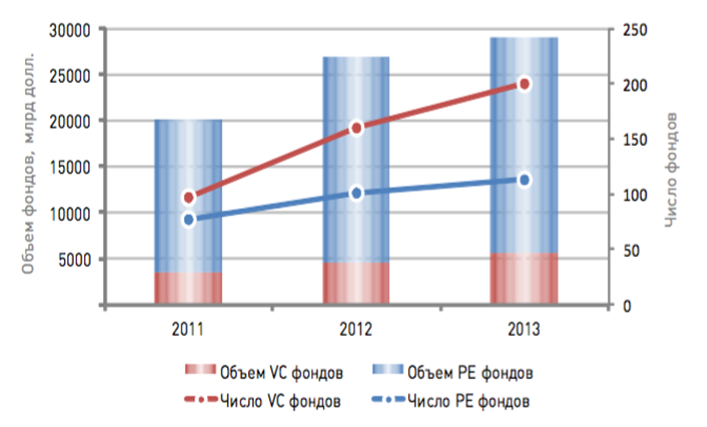 Объем фондов, млрд долл.
30000
25000
20000
15000
10000
5000
250
200
150
100
50
0
Число фондов
2011
2012
2013
Объем VC фондов
Объем PE фондов
Число VC фондов
Число PE фондов